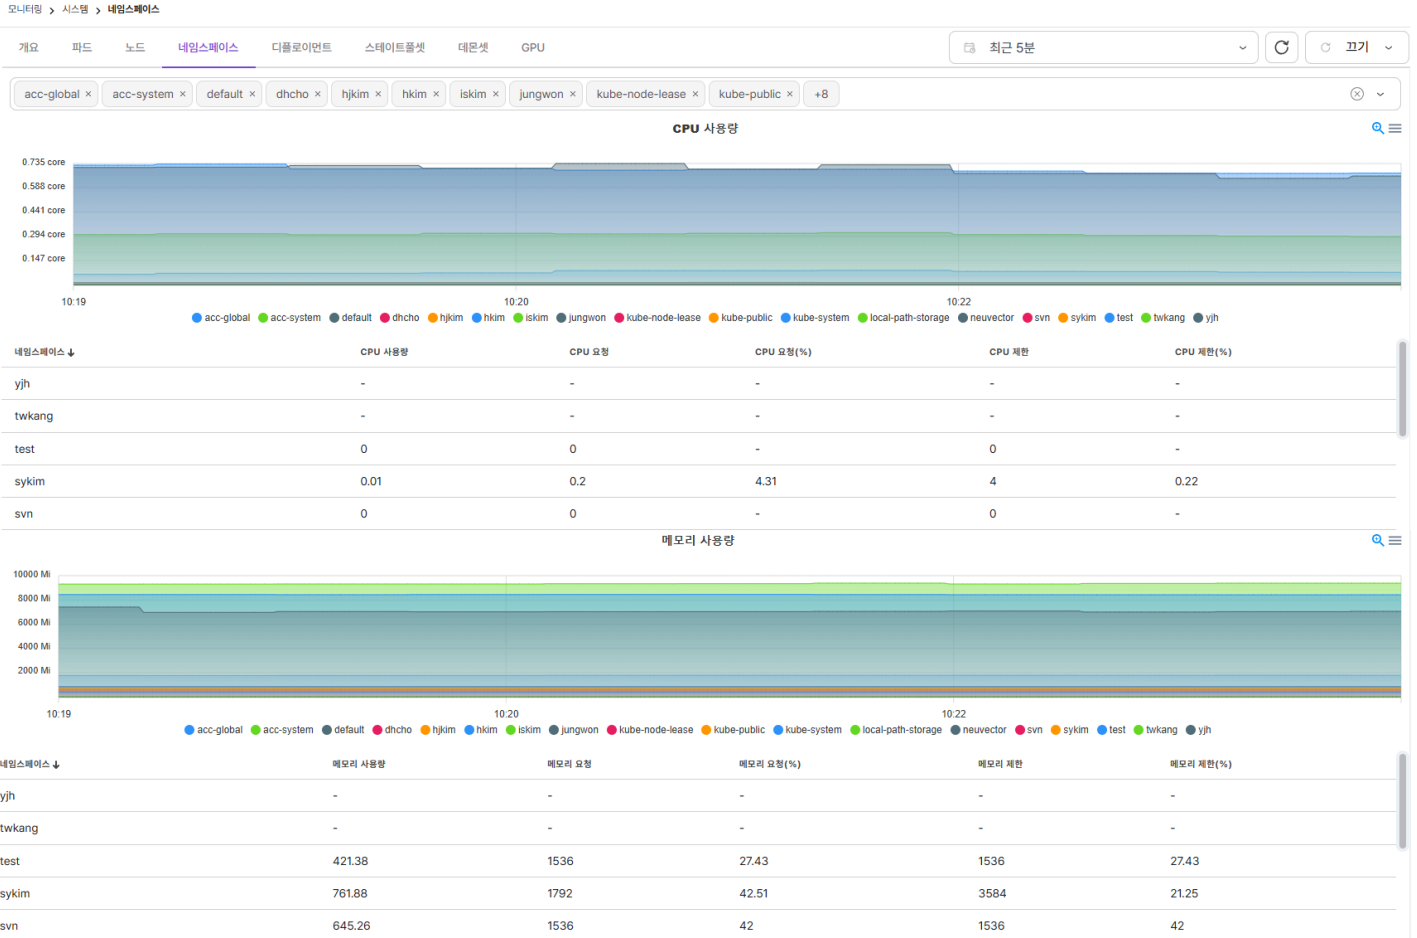 모니터링 > 시스템 > 네임스페이스
개요 파드 노드 네임스페이스 디플로이먼트 스테이트풀셋 데몬셋 GPU 최근 5분 끄기
acc-global × acc-system × default × dhcho × hjkim × hkim × iskim × jungwon × kube-node-lease × kube-public × +8
CPU 사용량
0.735 core
0.588 core
0.441 core
0.294 core
0.147 core
10:19 10:20 10:22
acc-global acc-system default dhcho hjkim hkim iskim jungwon kube-node-lease kube-public kube-system local-path-storage neuvector svn sykim test twkang yjh
네임스페이스 ↓ CPU 사용량 CPU 요청 CPU 요청(%) CPU 제한 CPU 제한(%)
yjh - - - - -
twkang - - - - -
test 0 0 - 0 -
sykim 0.01 0.2 4.31 4 0.22
svn 0 0 - 0 -
메모리 사용량
10000 Mi
8000 Mi
6000 Mi
4000 Mi
2000 Mi
10:19 10:20 10:22
acc-global acc-system default dhcho hjkim hkim iskim jungwon kube-node-lease kube-public kube-system local-path-storage neuvector svn sykim test twkang yjh
네임스페이스 ↓ 메모리 사용량 메모리 요청 메모리 요청(%) 메모리 제한 메모리 제한(%)
yjh - - - - -
twkang - - - - -
test 421.38 1536 27.43 1536 27.43
sykim 761.88 1792 42.51 3584 21.25
svn 645.26 1536 42 1536 42